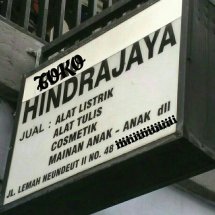 TOKO
HINDRAJAYA
JUAL : ALAT LISTRIK
ALAT TULIS
COSMETIK
MAINAN ANAK - ANAK dll
JL. LEMAH NEUNDEUT II NO. 48